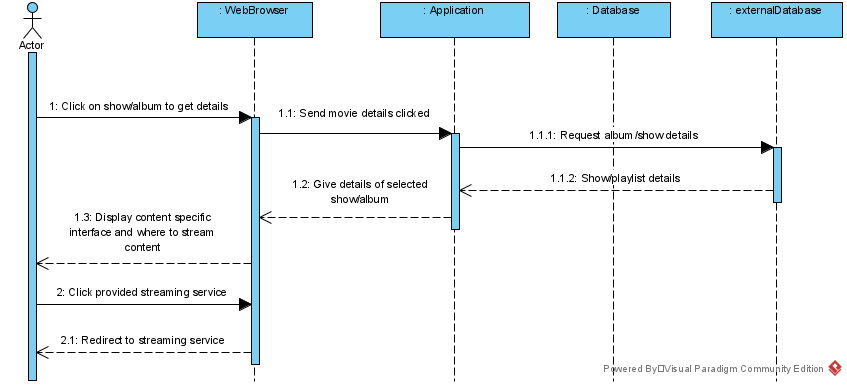 : WebBrowser
: Application
: Database
: externalDatabase
Actor
1: Click on show/album to get details
1.1: Send movie details clicked
1.1.1: Request album /show details
1.1.2: Show/playlist details
1.2: Give details of selected
show/album
1.3: Display content specific
interface and where to stream
content
2: Click provided streaming service
2.1: Redirect to streaming service
Powered By□Visual Paradigm Community Edition